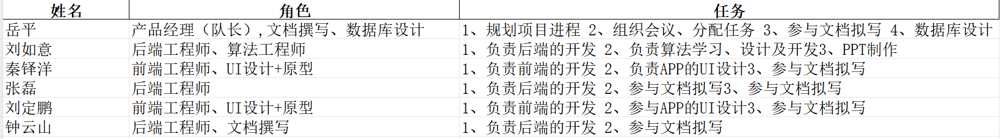 姓名 角色 任务
岳平 产品经理（队长）,文档撰写、数据库设计 1、规划项目进程 2、组织会议、分配任务 3、参与文档拟写 4、数据库设计
刘如意 后端工程师、算法工程师 1、负责后端的开发 2、负责算法学习、设计及开发3、PPT制作
秦铎洋 前端工程师、UI设计+原型 1、负责前端的开发 2、负责APP的UI设计3、参与文档拟写
张磊 后端工程师 1、负责后端的开发 2、参与文档拟写3、参与文档拟写
刘定鹏 前端工程师、UI设计+原型 1、负责前端的开发 2、参与APP的UI设计3、参与文档拟写
钟云山 后端工程师、文档撰写 1、负责后端的开发 2、参与文档拟写